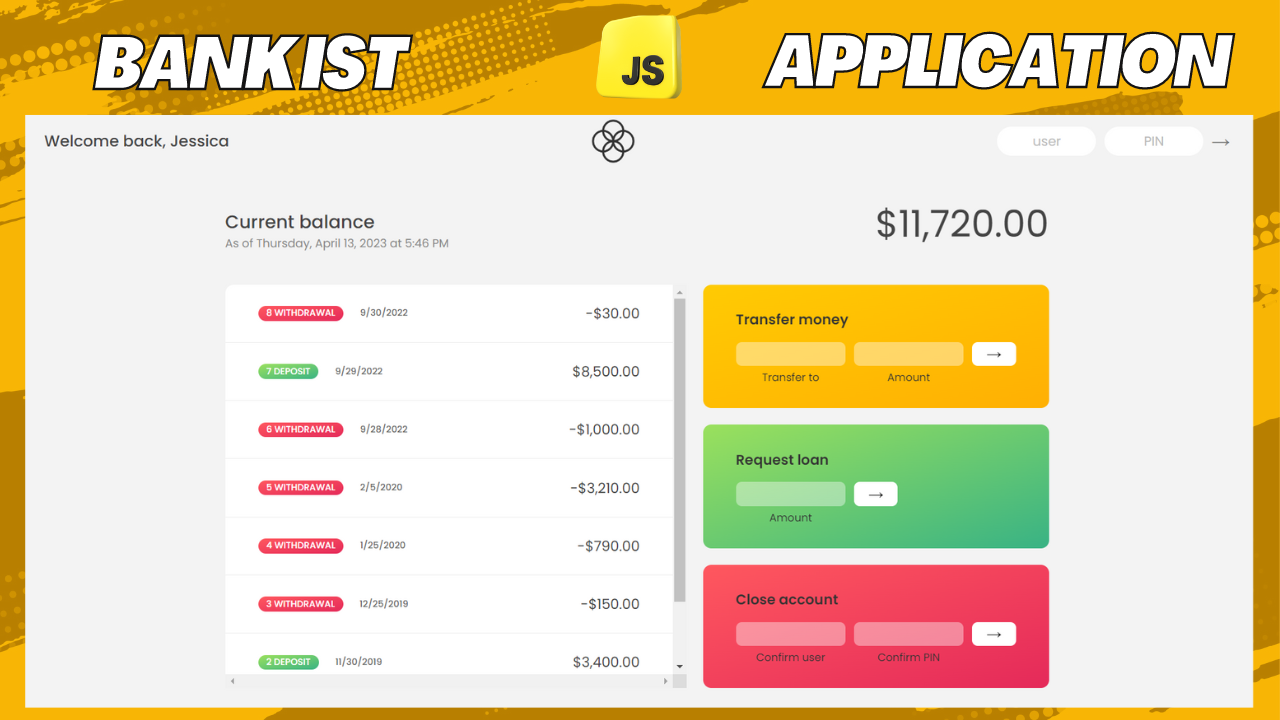 BANKIST JS APPLICATION
Welcome back, Jessica
user PIN →
Current balance
As of Thursday, April 13, 2023 at 5:46 PM
$11,720.00
8 WITHDRAWAL 9/30/2022 -$30.00
7 DEPOSIT 9/29/2022 $8,500.00
6 WITHDRAWAL 9/28/2022 -$1,000.00
5 WITHDRAWAL 2/5/2020 -$3,210.00
4 WITHDRAWAL 1/25/2020 -$790.00
3 WITHDRAWAL 12/25/2019 -$150.00
2 DEPOSIT 11/30/2019 $3,400.00
Transfer money
→
Transfer to Amount
Request loan
→
Amount
Close account
→
Confirm user Confirm PIN